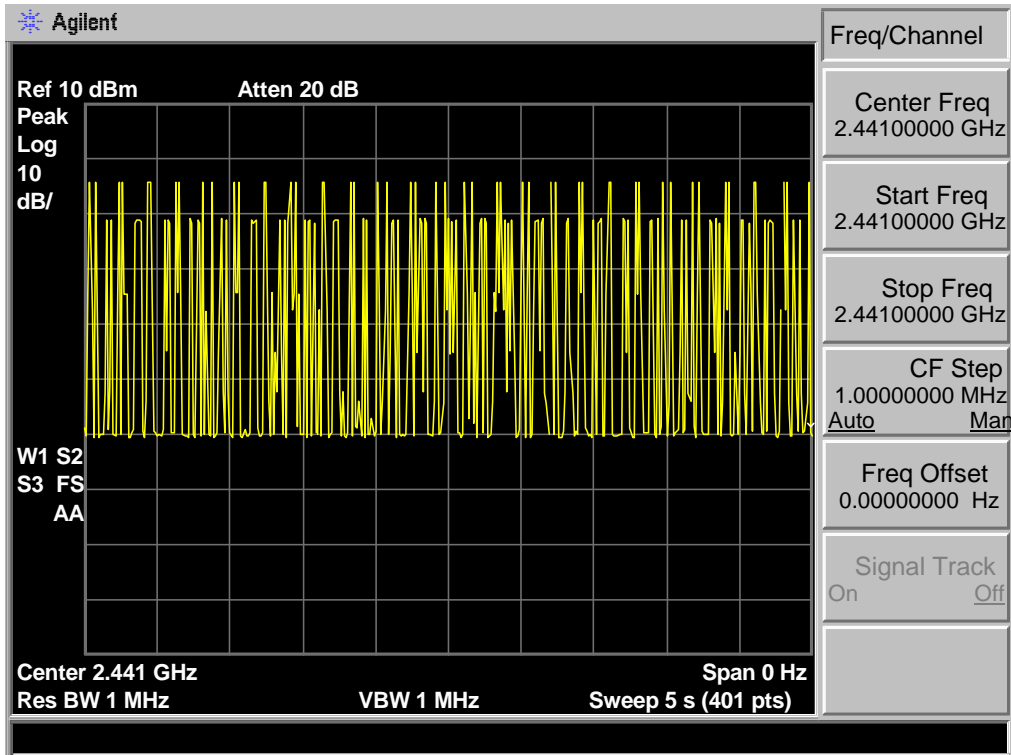 Agilent
Freq/Channel
Ref 10 dBm Atten 20 dB
Peak
Log
10
dB/
W1 S2
S3 FS
AA
Center 2.441 GHz Span 0 Hz
Res BW 1 MHz VBW 1 MHz Sweep 5 s (401 pts)
Center Freq
2.44100000 GHz
Start Freq
2.44100000 GHz
Stop Freq
2.44100000 GHz
CF Step
1.00000000 MHz
Auto Man
Freq Offset
0.00000000 Hz
Signal Track
On Off